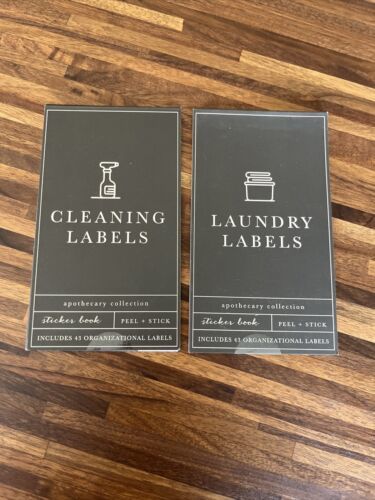 CLEANING
LABELS
apothecary collection
sticker book
PEEL + STICK
INCLUDES 43 ORGANIZATIONAL LABELS
LAUNDRY
LABELS
apothecary collection
sticker book
PEEL + STICK
INCLUDES 43 ORGANIZATIONAL LABELS